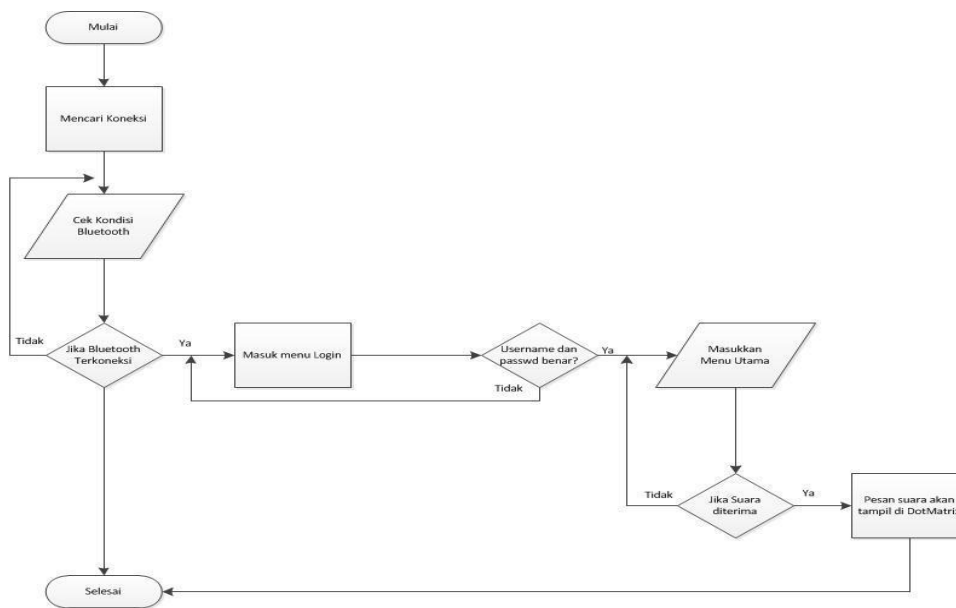 Mulai
Mencari Koneksi
Cek Kondisi
Bluetooth
Tidak
Jika Bluetooth
Terkoneksi
Ya
Masuk menu Login
Username dan
passwd benar?
Ya
Tidak
Masukkan
Menu Utama
Tidak
Jika Suara
diterima
Ya
Pesan suara akan
tampil di DotMatrix
Selesai